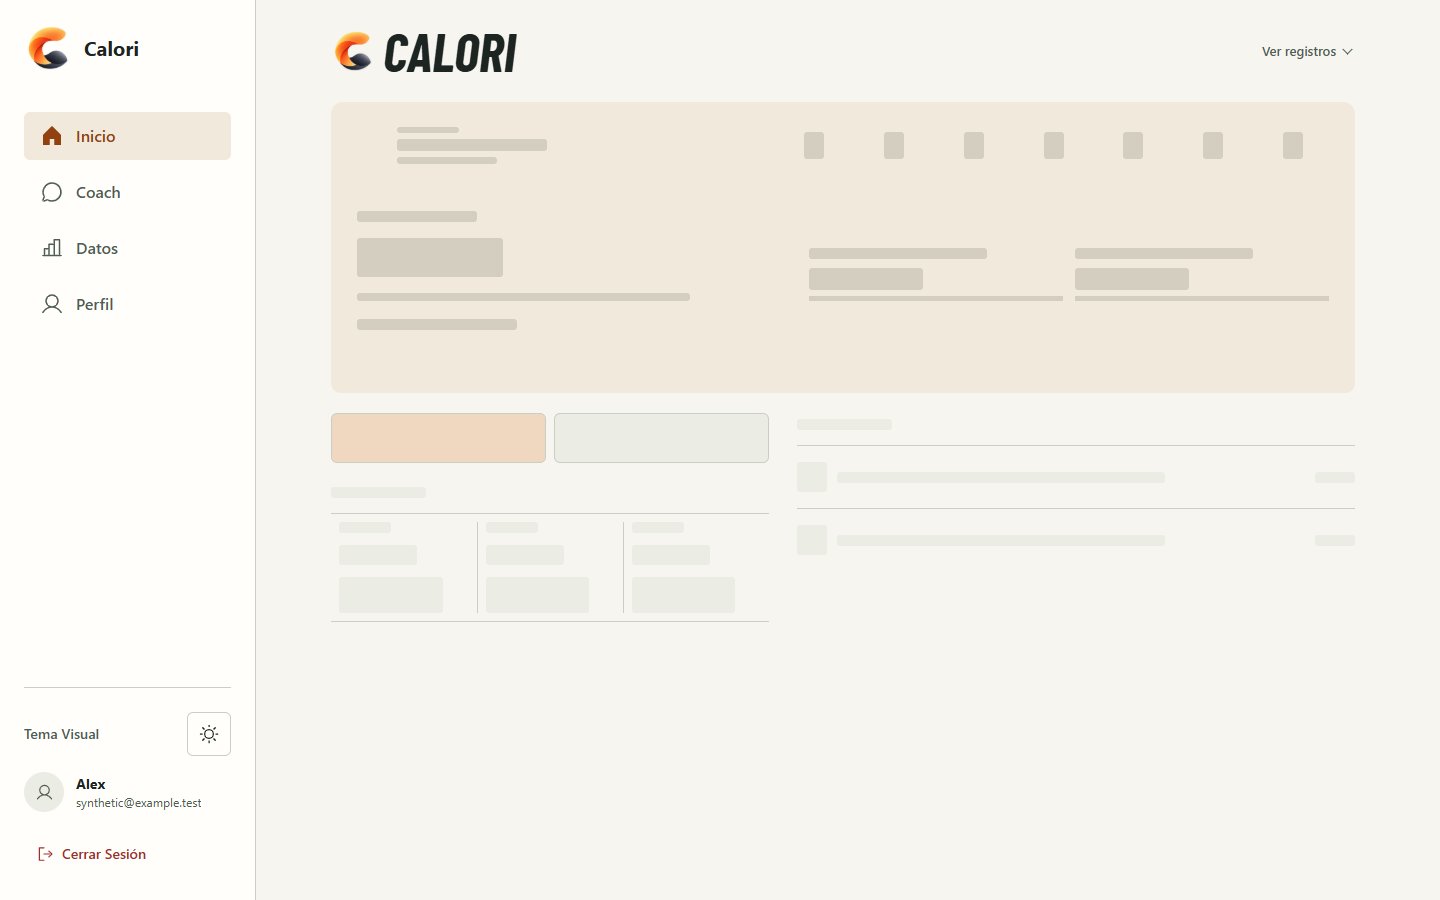 Calori
Inicio
Coach
Datos
Perfil
Tema Visual
Alex
synthetic@example.test
Cerrar Sesión
CALORI
Ver registros